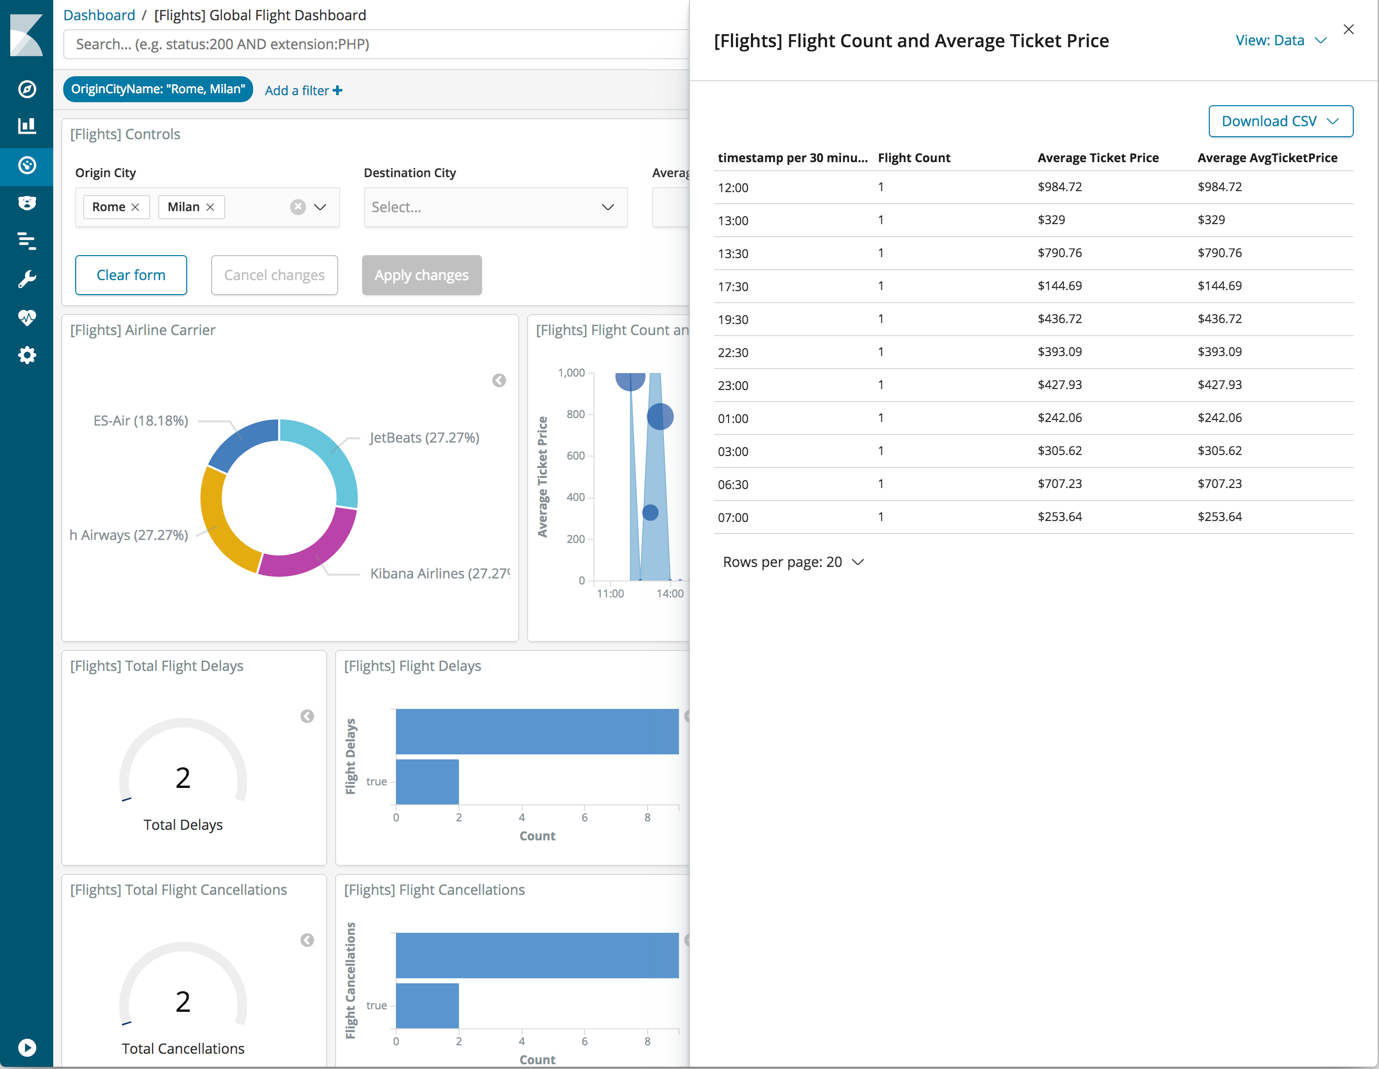 Dashboard / [Flights] Global Flight Dashboard
Search... (e.g. status:200 AND extension:PHP)
OriginCityName: "Rome, Milan"
Add a filter +
[Flights] Controls
Origin City
Destination City
Averag
Rome ×
Milan ×
Select...
Clear form
Cancel changes
Apply changes
[Flights] Airline Carrier
ES-Air (18.18%)
JetBeats (27.27%)
h Airways (27.27%)
Kibana Airlines (27.27%
[Flights] Flight Count an
Average Ticket Price
1,000
800
600
400
200
0
11:00
14:00
[Flights] Total Flight Delays
2
Total Delays
[Flights] Flight Delays
Flight Delays
true
0 2 4 6 8
Count
[Flights] Total Flight Cancellations
2
Total Cancellations
[Flights] Flight Cancellations
Flight Cancellations
true
0 2 4 6 8
Count
[Flights] Flight Count and Average Ticket Price
View: Data
Download CSV
timestamp per 30 minu... Flight Count Average Ticket Price Average AvgTicketPrice
12:00 1 $984.72 $984.72
13:00 1 $329 $329
13:30 1 $790.76 $790.76
17:30 1 $144.69 $144.69
19:30 1 $436.72 $436.72
22:30 1 $393.09 $393.09
23:00 1 $427.93 $427.93
01:00 1 $242.06 $242.06
03:00 1 $305.62 $305.62
06:30 1 $707.23 $707.23
07:00 1 $253.64 $253.64
Rows per page: 20